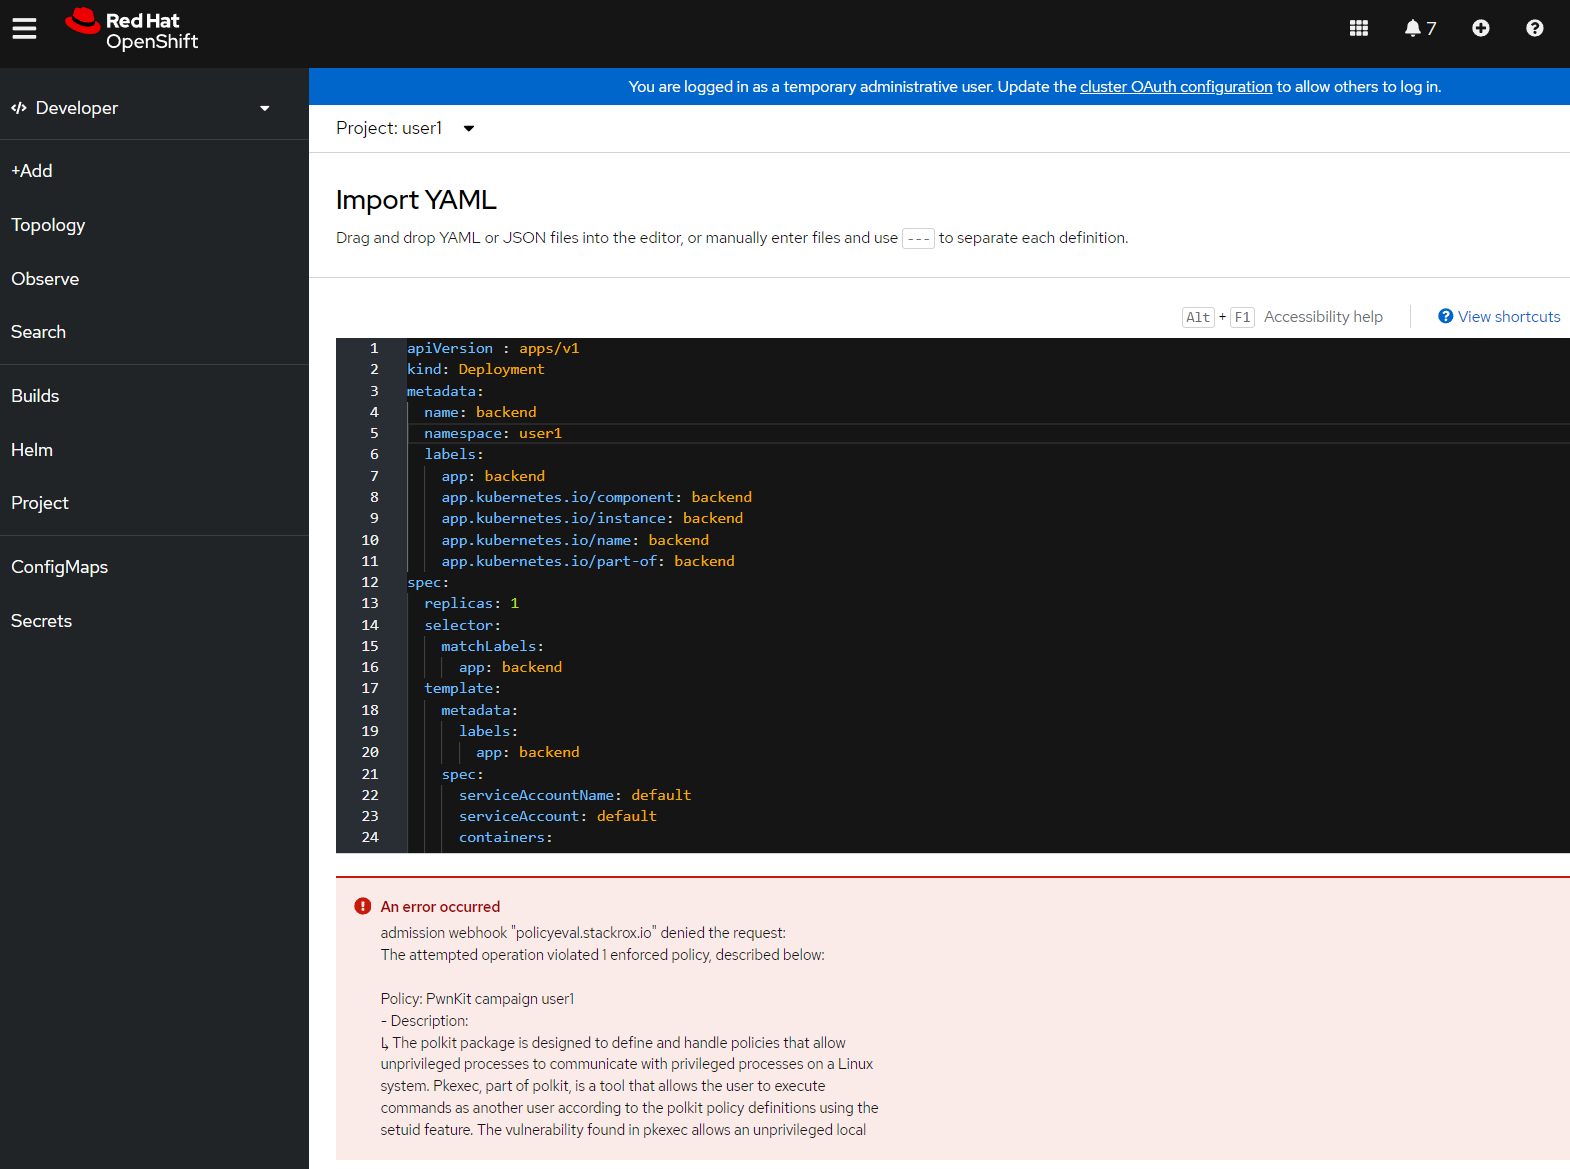 Red Hat
OpenShift
7
You are logged in as a temporary administrative user. Update the cluster OAuth configuration to allow others to log in.
Developer
+Add
Topology
Observe
Search
Builds
Helm
Project
ConfigMaps
Secrets
Project: user1
Import YAML
Drag and drop YAML or JSON files into the editor, or manually enter files and use --- to separate each definition.
Alt + F1 Accessibility help
View shortcuts
1 apiVersion : apps/v1
2 kind: Deployment
3 metadata:
4 name: backend
5 namespace: user1
6 labels:
7 app: backend
8 app.kubernetes.io/component: backend
9 app.kubernetes.io/instance: backend
10 app.kubernetes.io/name: backend
11 app.kubernetes.io/part-of: backend
12 spec:
13 replicas: 1
14 selector:
15 matchLabels:
16 app: backend
17 template:
18 metadata:
19 labels:
20 app: backend
21 spec:
22 serviceAccountName: default
23 serviceAccount: default
24 containers:
An error occurred
admission webhook "policyeval.stackrox.io" denied the request:
The attempted operation violated 1 enforced policy, described below:
Policy: PwnKit campaign user1
- Description:
↳ The polkit package is designed to define and handle policies that allow
unprivileged processes to communicate with privileged processes on a Linux
system. Pkexec, part of polkit, is a tool that allows the user to execute
commands as another user according to the polkit policy definitions using the
setuid feature. The vulnerability found in pkexec allows an unprivileged local